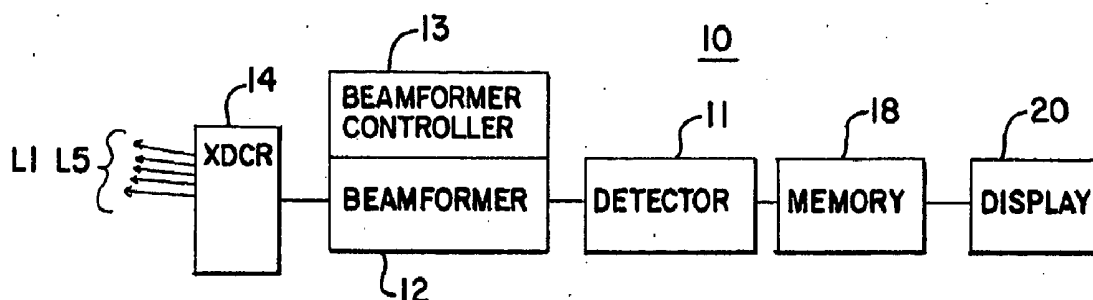 10
13
14
BEAMFORMER
CONTROLLER
11
18
20
L1 L5
XDCR
BEAMFORMER
DETECTOR
MEMORY
DISPLAY
12